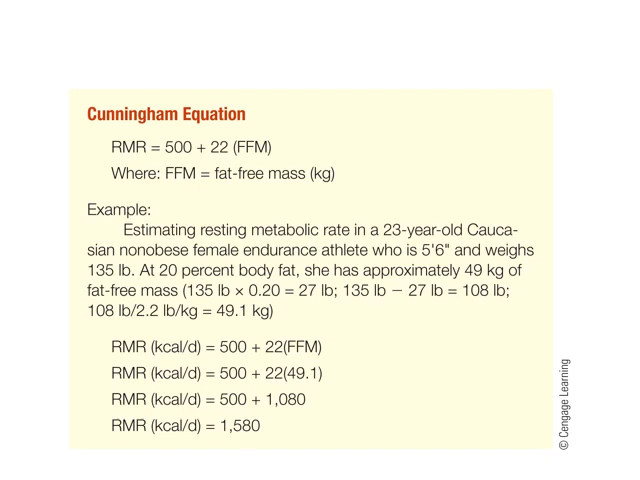 Cunningham Equation
RMR = 500 + 22 (FFM)
Where: FFM = fat-free mass (kg)
Example:
Estimating resting metabolic rate in a 23-year-old Cauca-
sian nonobese female endurance athlete who is 5'6" and weighs
135 lb. At 20 percent body fat, she has approximately 49 kg of
fat-free mass (135 lb × 0.20 = 27 lb; 135 lb − 27 lb = 108 lb;
108 lb/2.2 lb/kg = 49.1 kg)
RMR (kcal/d) = 500 + 22(FFM)
RMR (kcal/d) = 500 + 22(49.1)
RMR (kcal/d) = 500 + 1,080
RMR (kcal/d) = 1,580
© Cengage Learning